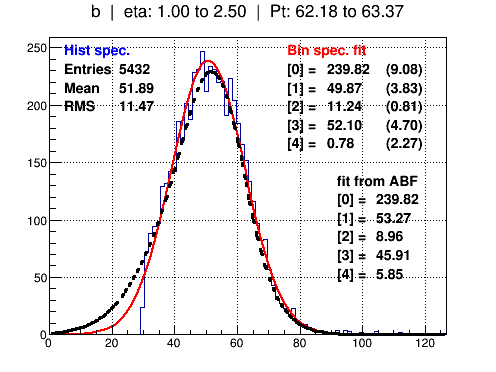 b | eta: 1.00 to 2.50 | Pt: 62.18 to 63.37
Hist spec.
Entries 5432
Mean 51.89
RMS 11.47
Bin spec. fit
[0] = 239.82 (9.08)
[1] = 49.87 (3.83)
[2] = 11.24 (0.81)
[3] = 52.10 (4.70)
[4] = 0.78 (2.27)
fit from ABF
[0] = 239.82
[1] = 53.27
[2] = 8.96
[3] = 45.91
[4] = 5.85
250
200
150
100
50
0
0 20 40 60 80 100 120